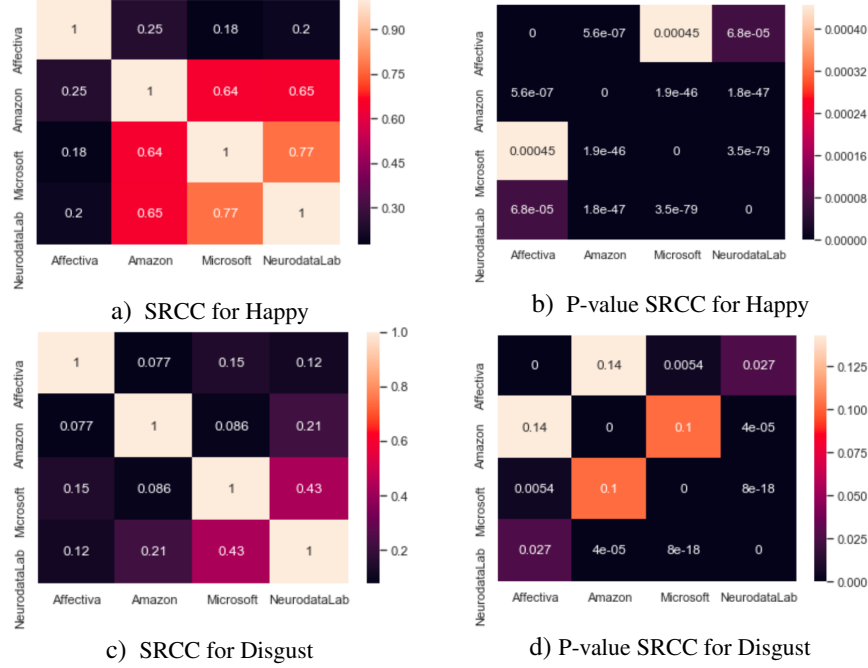 Affectiva 1 0.25 0.18 0.2
Amazon 0.25 1 0.64 0.65
Microsoft 0.18 0.64 1 0.77
NeurodataLab 0.2 0.65 0.77 1
Affectiva Amazon Microsoft NeurodataLab
0.90
0.75
0.60
0.45
0.30
a) SRCC for Happy
Affectiva 0 5.6e-07 0.00045 6.8e-05
Amazon 5.6e-07 0 1.9e-46 1.8e-47
Microsoft 0.00045 1.9e-46 0 3.5e-79
NeurodataLab 6.8e-05 1.8e-47 3.5e-79 0
Affectiva Amazon Microsoft NeurodataLab
0.00040
0.00032
0.00024
0.00016
0.00008
0.00000
b) P-value SRCC for Happy
Affectiva 1 0.077 0.15 0.12
Amazon 0.077 1 0.086 0.21
Microsoft 0.15 0.086 1 0.43
NeurodataLab 0.12 0.21 0.43 1
Affectiva Amazon Microsoft NeurodataLab
1.0
0.8
0.6
0.4
0.2
c) SRCC for Disgust
Affectiva 0 0.14 0.0054 0.027
Amazon 0.14 0 0.1 4e-05
Microsoft 0.0054 0.1 0 8e-18
NeurodataLab 0.027 4e-05 8e-18 0
Affectiva Amazon Microsoft NeurodataLab
0.125
0.100
0.075
0.050
0.025
0.000
d) P-value SRCC for Disgust